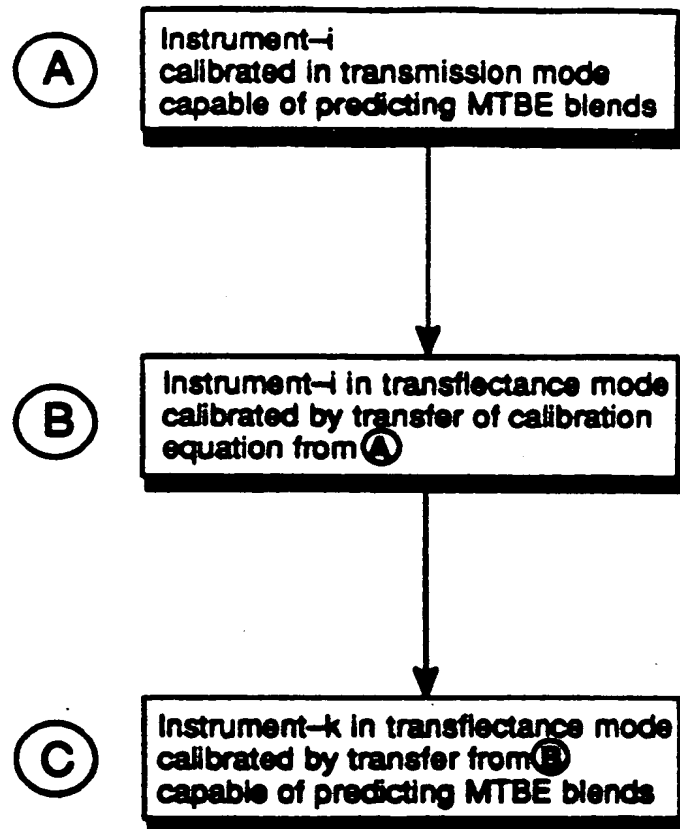 A
Instrument-i
calibrated in transmission mode
capable of predicting MTBE blends
B
Instrument-i in transflectance mode
calibrated by transfer of calibration
equation from A
C
Instrument-k in transflectance mode
calibrated by transfer from B
capable of predicting MTBE blends